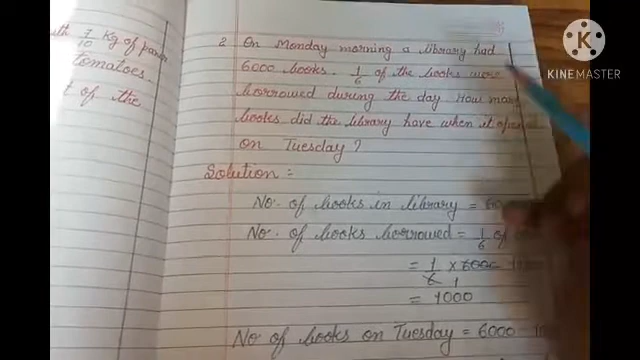 th 7/10 Kg of
tomatoes.
t of the
2 On Monday morning a library had
6000 books. 1/6 of the books were
borrowed during the day How many
books did the library have when it
on Tuesday?
Solution :-
No. of books in library =
No. of books borrowed = 1/6 of
= 1/6 × 6000
1
= 1000
No of books on Tuesday = 6000
KINEMASTER